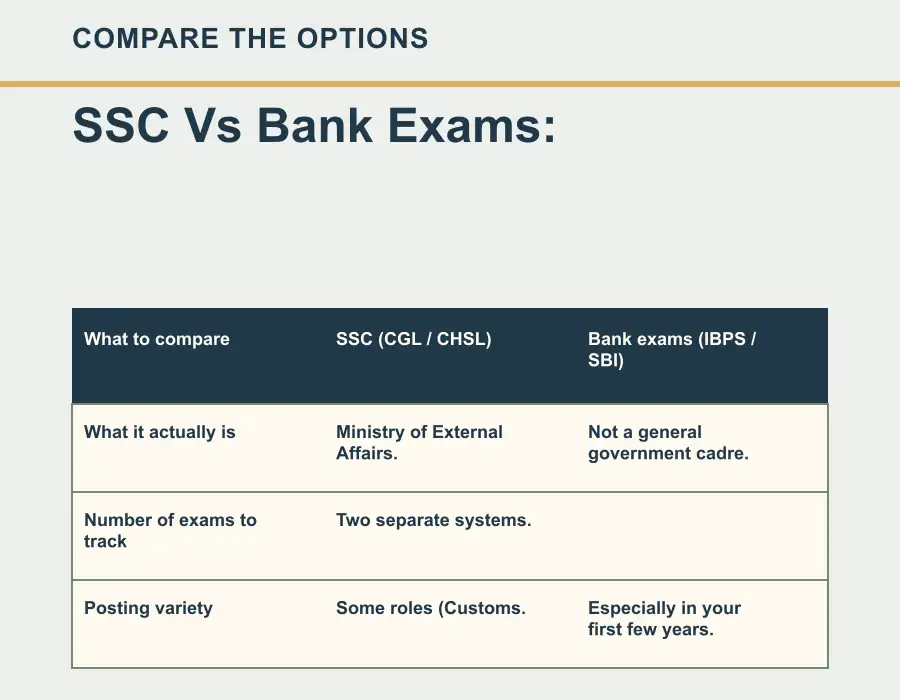 COMPARE THE OPTIONS
SSC Vs Bank Exams:
What to compare
SSC (CGL / CHSL)
Bank exams (IBPS /
SBI)
What it actually is
Ministry of External
Affairs.
Not a general
government cadre.
Number of exams to
track
Two separate systems.
Posting variety
Some roles (Customs.
Especially in your
first few years.